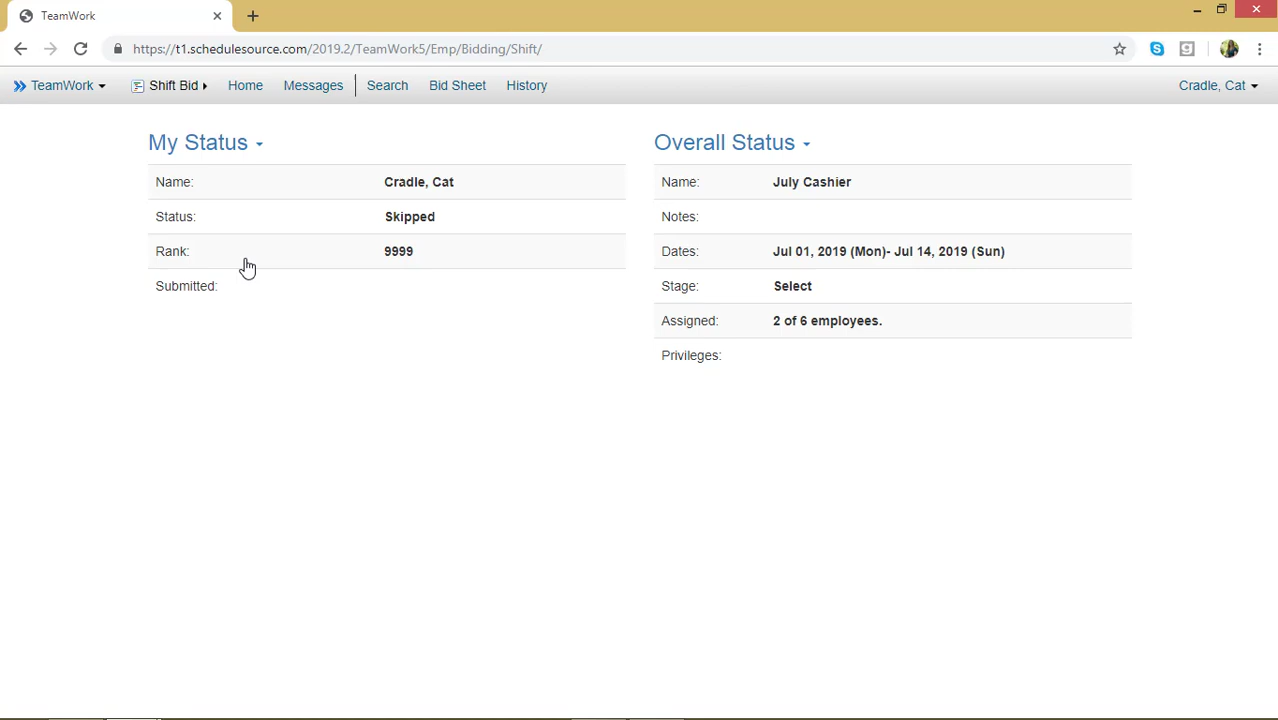 TeamWork
https://t1.schedulesource.com/2019.2/TeamWork5/Emp/Bidding/Shift/
TeamWork Shift Bid Home Messages Search Bid Sheet History Cradle, Cat
My Status
Name: Cradle, Cat
Status: Skipped
Rank: 9999
Submitted:
Overall Status
Name: July Cashier
Notes:
Dates: Jul 01, 2019 (Mon)- Jul 14, 2019 (Sun)
Stage: Select
Assigned: 2 of 6 employees.
Privileges: